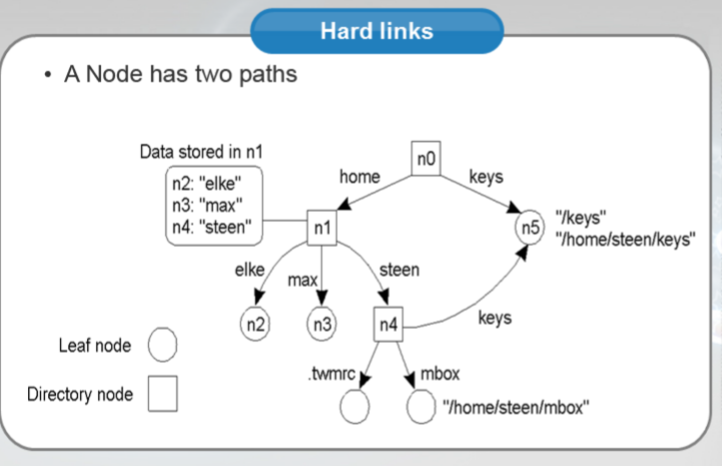 Hard links
• A Node has two paths
Data stored in n1
n2: "elke"
n3: "max"
n4: "steen"
n0
home
keys
n1
n5
"/keys"
"/home/steen/keys"
elke
max
steen
n2
n3
n4
keys
Leaf node
.twmrc
mbox
Directory node
"/home/steen/mbox"